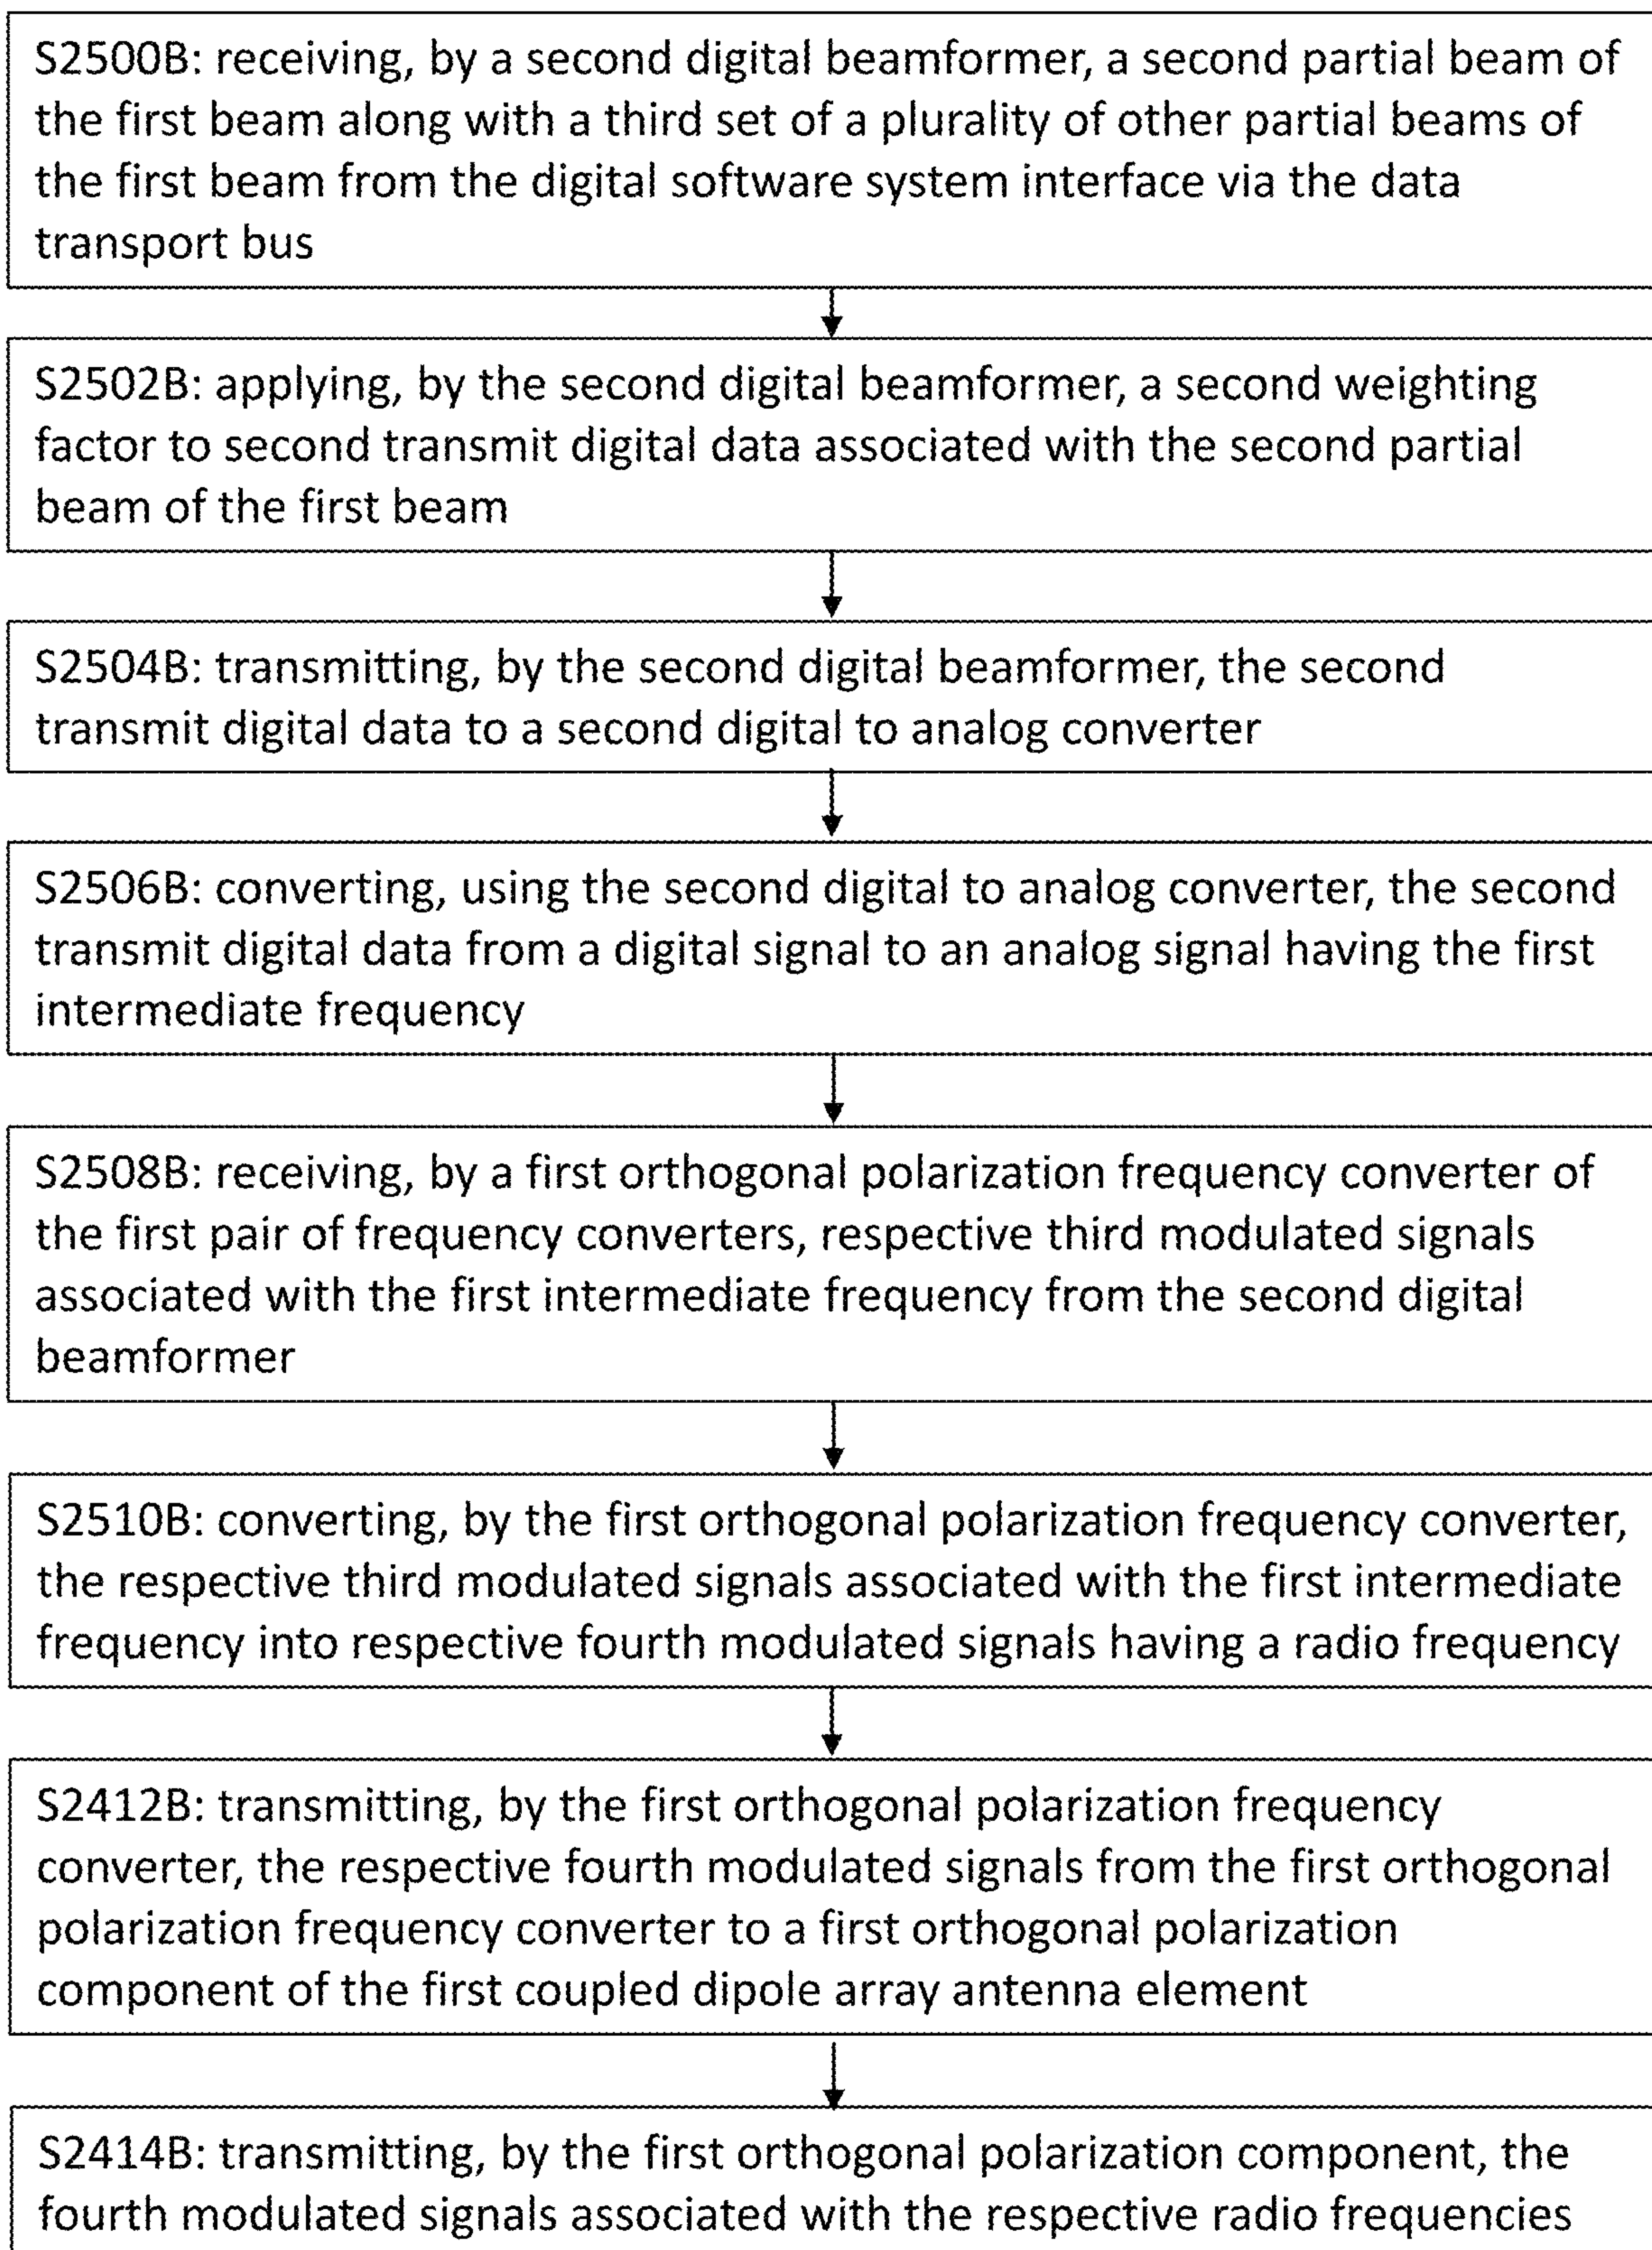 S2500B: receiving, by a second digital beamformer, a second partial beam of
the first beam along with a third set of a plurality of other partial beams of
the first beam from the digital software system interface via the data
transport bus
S2502B: applying, by the second digital beamformer, a second weighting
factor to second transmit digital data associated with the second partial
beam of the first beam
S2504B: transmitting, by the second digital beamformer, the second
transmit digital data to a second digital to analog converter
S2506B: converting, using the second digital to analog converter, the second
transmit digital data from a digital signal to an analog signal having the first
intermediate frequency
S2508B: receiving, by a first orthogonal polarization frequency converter of
the first pair of frequency converters, respective third modulated signals
associated with the first intermediate frequency from the second digital
beamformer
S2510B: converting, by the first orthogonal polarization frequency converter,
the respective third modulated signals associated with the first intermediate
frequency into respective fourth modulated signals having a radio frequency
S2412B: transmitting, by the first orthogonal polarization frequency
converter, the respective fourth modulated signals from the first orthogonal
polarization frequency converter to a first orthogonal polarization
component of the first coupled dipole array antenna element
S2414B: transmitting, by the first orthogonal polarization component, the
fourth modulated signals associated with the respective radio frequencies